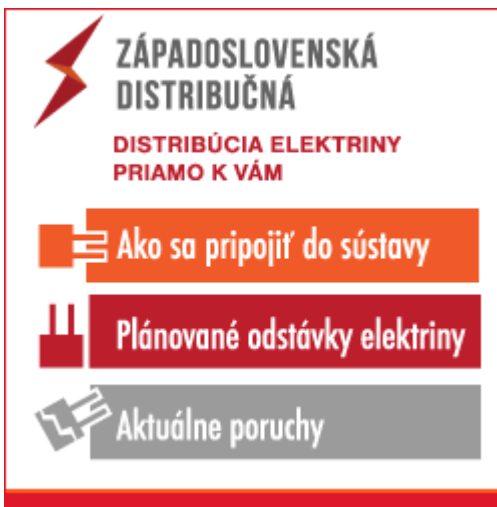 ZÁPADOSLOVENSKÁ
DISTRIBUČNÁ
DISTRIBÚCIA ELEKTRINY
PRIAMO K VÁM
Ako sa pripojiť do sústavy
Plánované odstávky elektriny
Aktuálne poruchy